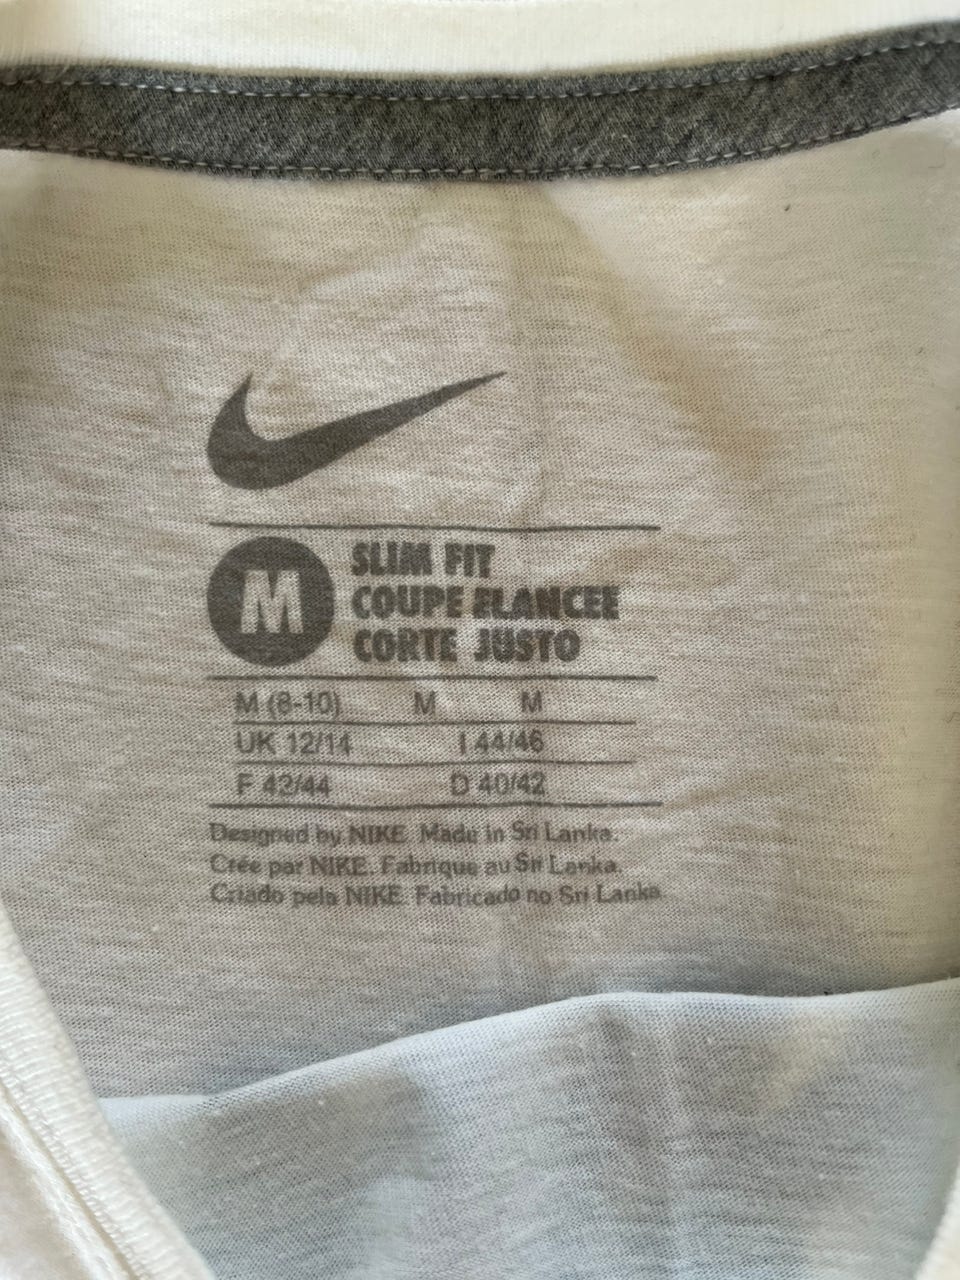 M
SLIM FIT
COUPE ELANCEE
CORTE JUSTO
M (8-10) M M
UK 12/14 I 44/46
F 42/44 D 40/42
Designed by NIKE. Made in Sri Lanka.
Crée par NIKE. Fabrique au Sri Lanka.
Criado pela NIKE. Fabricado no Sri Lanka.